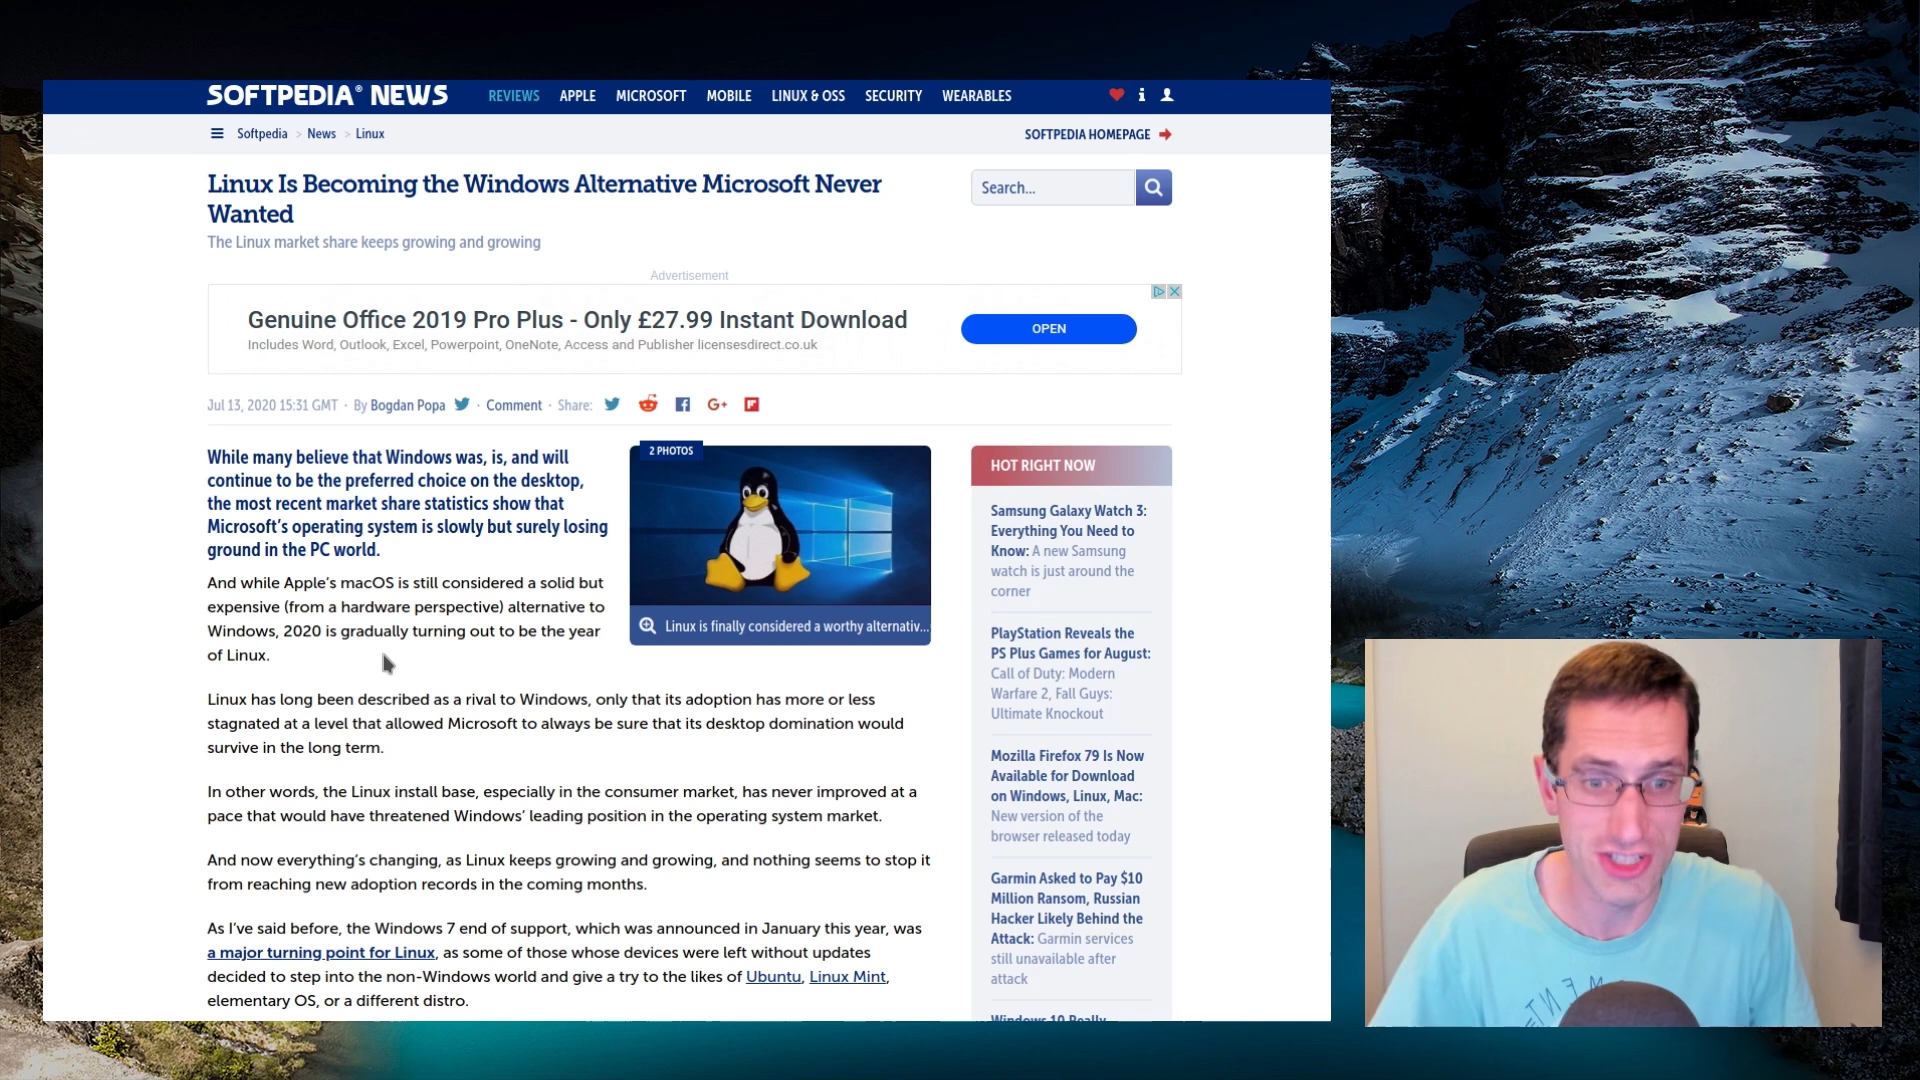 SOFTPEDIA® NEWS
REVIEWS APPLE MICROSOFT MOBILE LINUX & OSS SECURITY WEARABLES
Softpedia > News > Linux
SOFTPEDIA HOMEPAGE
Linux Is Becoming the Windows Alternative Microsoft Never
Wanted
The Linux market share keeps growing and growing
Search...
Advertisement
Genuine Office 2019 Pro Plus - Only £27.99 Instant Download
Includes Word, Outlook, Excel, Powerpoint, OneNote, Access and Publisher licensesdirect.co.uk
OPEN
Jul 13, 2020 15:31 GMT · By Bogdan Popa · Comment · Share:
G+
While many believe that Windows was, is, and will
continue to be the preferred choice on the desktop,
the most recent market share statistics show that
Microsoft's operating system is slowly but surely losing
ground in the PC world.
2 PHOTOS
Linux is finally considered a worthy alternativ...
And while Apple's macOS is still considered a solid but
expensive (from a hardware perspective) alternative to
Windows, 2020 is gradually turning out to be the year
of Linux.
Linux has long been described as a rival to Windows, only that its adoption has more or less
stagnated at a level that allowed Microsoft to always be sure that its desktop domination would
survive in the long term.
In other words, the Linux install base, especially in the consumer market, has never improved at a
pace that would have threatened Windows' leading position in the operating system market.
And now everything's changing, as Linux keeps growing and growing, and nothing seems to stop it
from reaching new adoption records in the coming months.
As I've said before, the Windows 7 end of support, which was announced in January this year, was
a major turning point for Linux, as some of those whose devices were left without updates
decided to step into the non-Windows world and give a try to the likes of Ubuntu, Linux Mint,
elementary OS, or a different distro.
HOT RIGHT NOW
Samsung Galaxy Watch 3:
Everything You Need to
Know: A new Samsung
watch is just around the
corner
PlayStation Reveals the
PS Plus Games for August:
Call of Duty: Modern
Warfare 2, Fall Guys:
Ultimate Knockout
Mozilla Firefox 79 Is Now
Available for Download
on Windows, Linux, Mac:
New version of the
browser released today
Garmin Asked to Pay $10
Million Ransom, Russian
Hacker Likely Behind the
Attack: Garmin services
still unavailable after
attack
Windows 10 Really